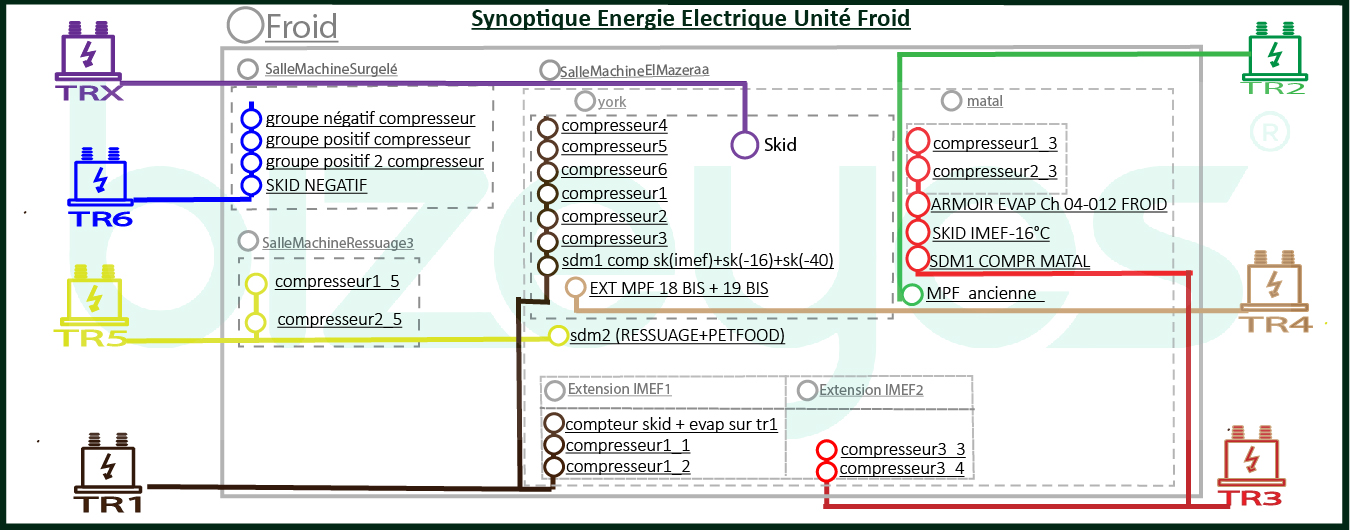 Synoptique Energie Electrique Unité Froid
Froid
TRX
TR6
TR5
TR1
SalleMachineSurgelé
groupe négatif compresseur
groupe positif compresseur
groupe positif 2 compresseur
SKID NEGATIF
SalleMachineRessuage3
compresseur1_5
compresseur2_5
SalleMachineElMazeraa
york
compresseur4
compresseur5
compresseur6
compresseur1
compresseur2
compresseur3
sdm1 comp sk(imef)+sk(-16)+sk(-40)
EXT MPF 18 BIS + 19 BIS
sdm2 (RESSUAGE+PETFOOD)
Skid
matal
compresseur1_3
compresseur2_3
ARMOIR EVAP Ch 04-012 FROID
SKID IMEF-16°C
SDM1 COMPR MATAL
MPF_ancienne_
Extension IMEF1
compteur skid + evap sur tr1
compresseur1_1
compresseur1_2
Extension IMEF2
compresseur3_3
compresseur3_4
TR2
TR4
TR3
bizeyes
®